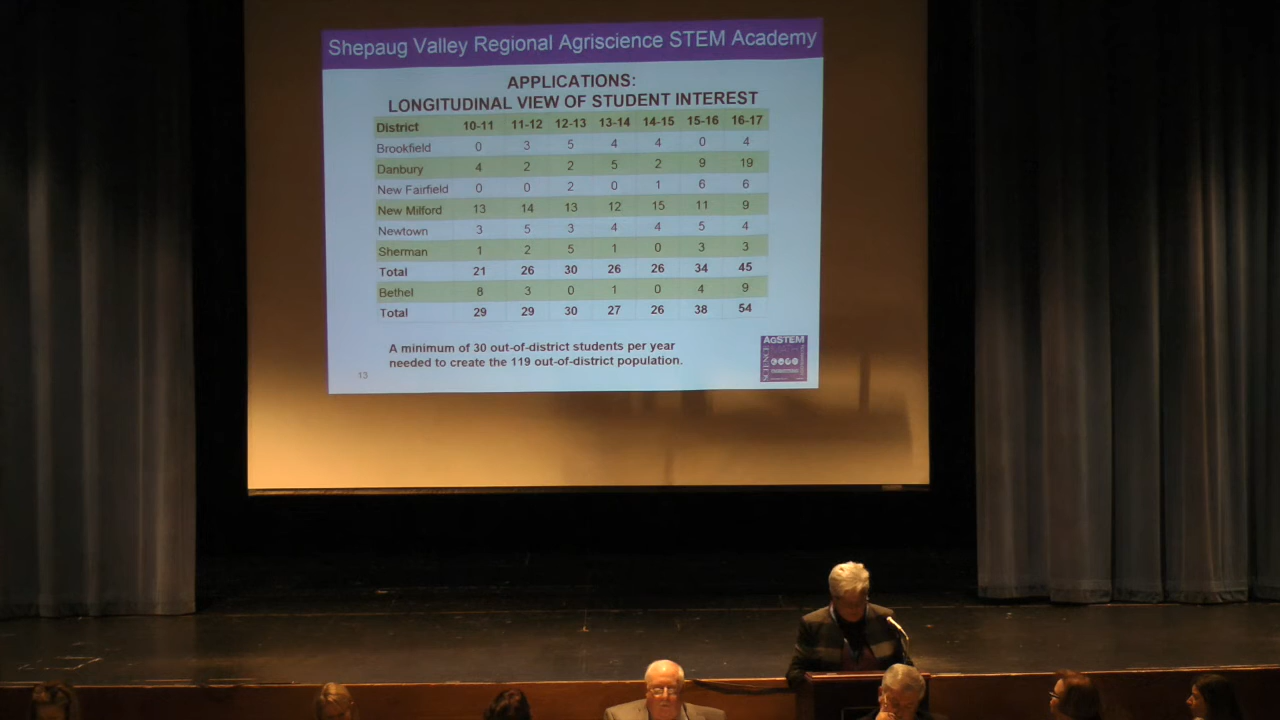 Shepaug Valley Regional Agriscience STEM Academy
APPLICATIONS:
LONGITUDINAL VIEW OF STUDENT INTEREST
District 10-11 11-12 12-13 13-14 14-15 15-16 16-17
Brookfield 0 3 5 4 4 0 4
Danbury 4 2 2 5 2 9 19
New Fairfield 0 0 2 0 1 6 6
New Milford 13 14 13 12 15 11 9
Newtown 3 5 3 4 4 5 4
Sherman 1 2 5 1 0 3 3
Total 21 26 30 26 26 34 45
Bethel 8 3 0 1 0 4 9
Total 29 29 30 27 26 38 54
A minimum of 30 out-of-district students per year
needed to create the 119 out-of-district population.
13
AGSTEM
SCIENCE